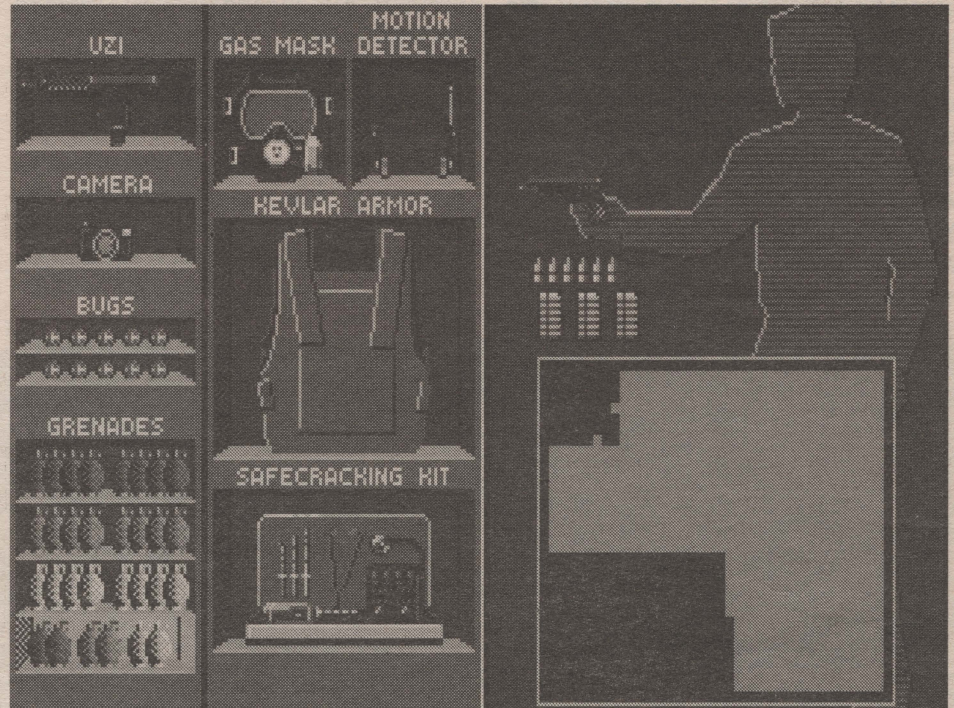 UZI
GAS MASK
MOTION
DETECTOR
CAMERA
KEVLAR ARMOR
BUGS
GRENADES
SAFECRACKING KIT